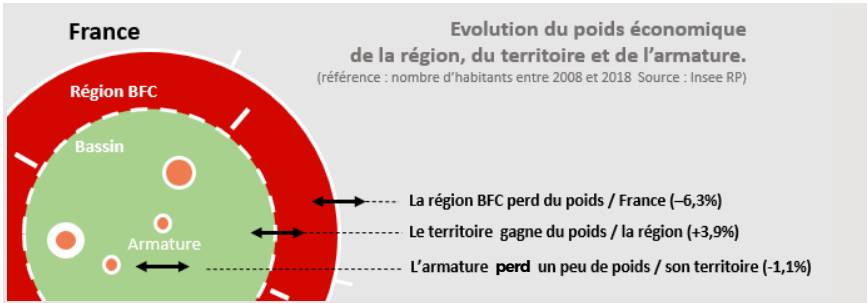 France
Evolution du poids économique
de la région, du territoire et de l'armature.
(référence : nombre d'habitants entre 2008 et 2018 Source : Insee RP)
Région BFC
Bassin
Armature
La région BFC perd du poids / France (–6,3%)
Le territoire gagne du poids / la région (+3,9%)
L'armature perd un peu de poids / son territoire (-1,1%)